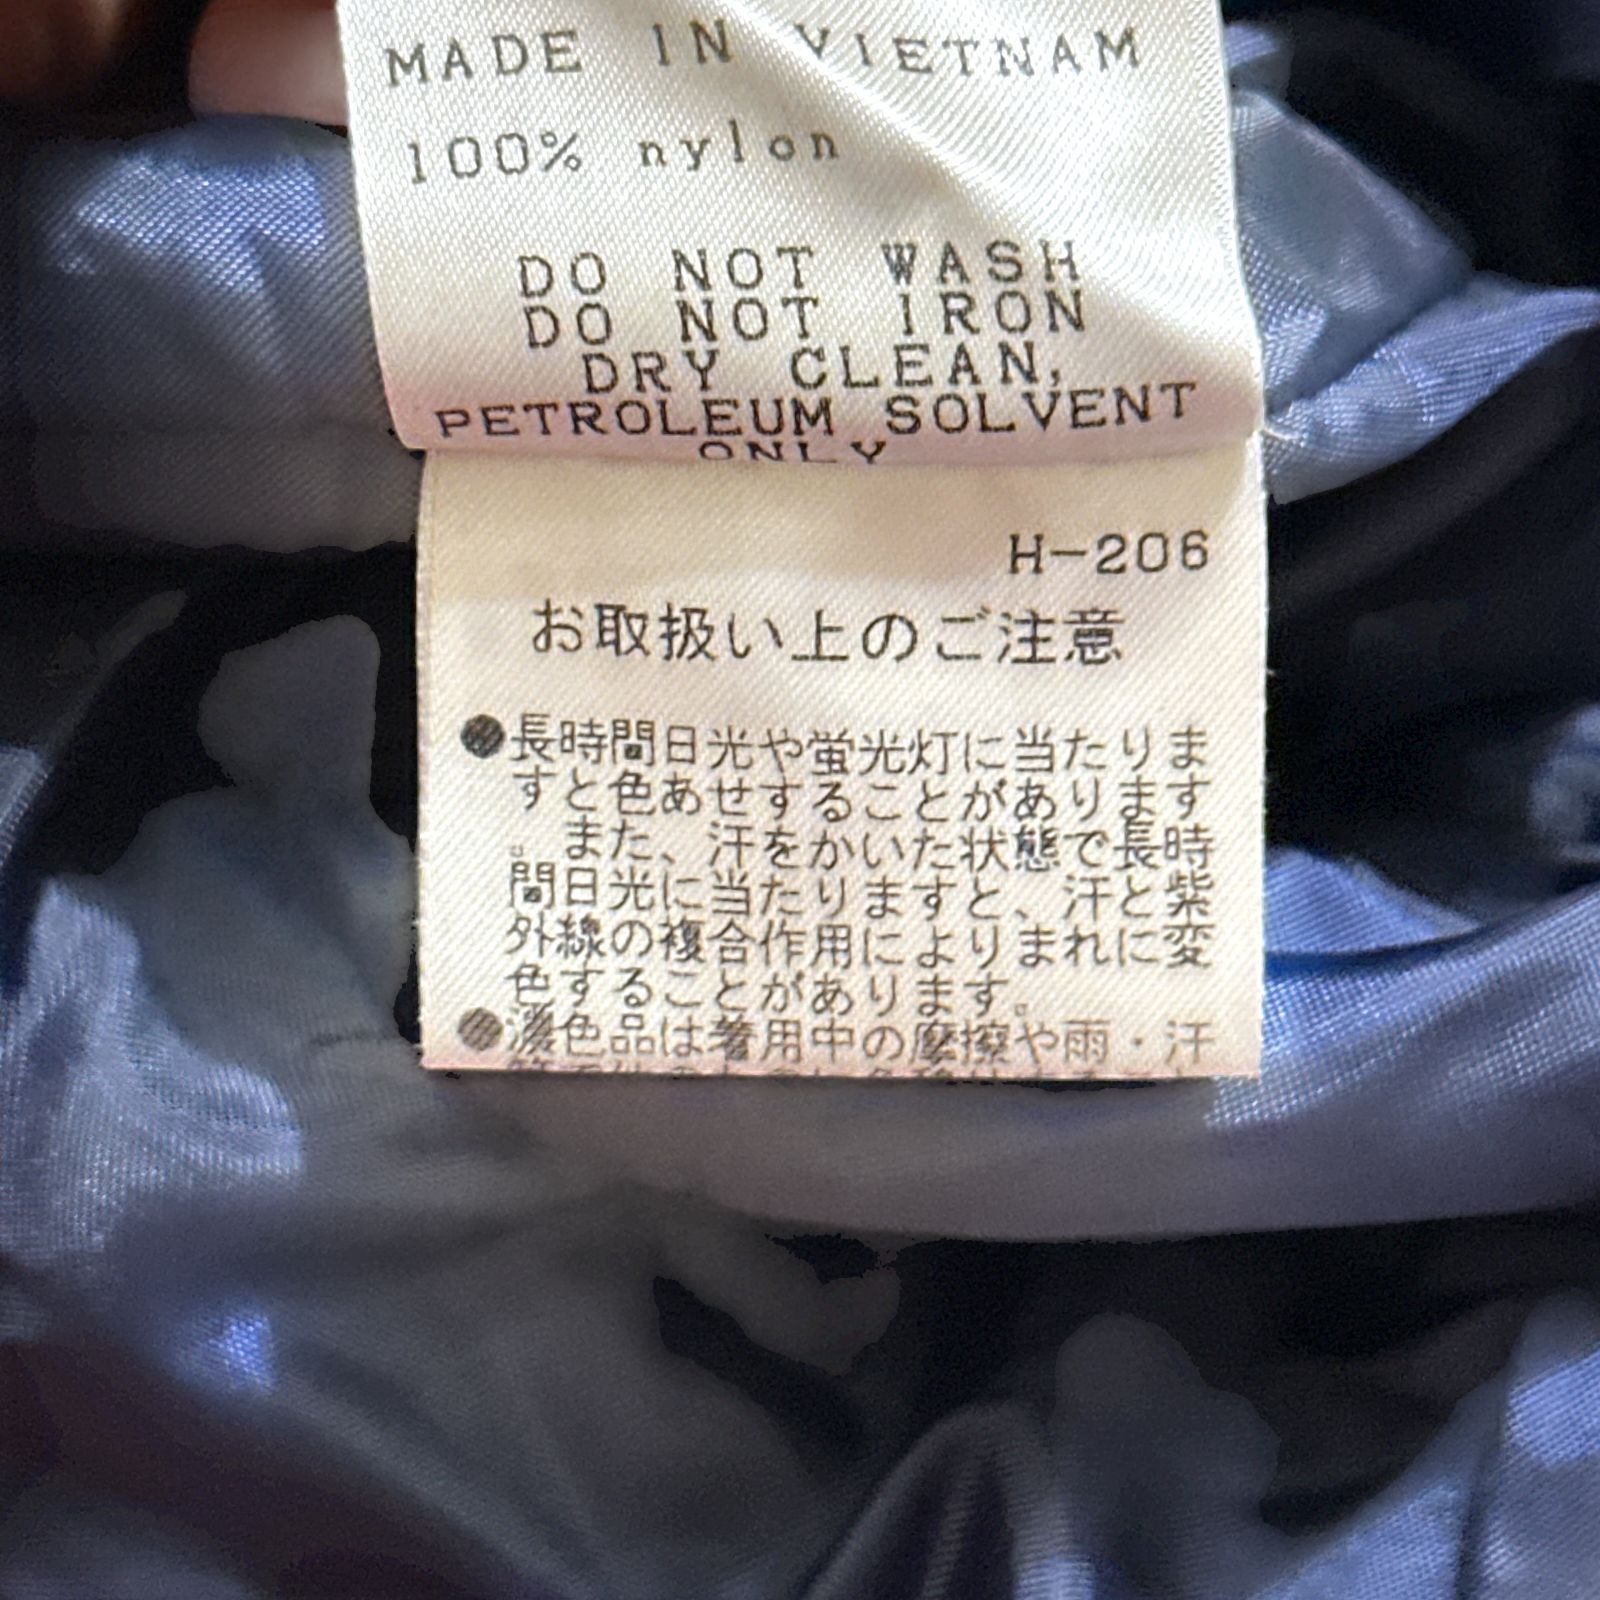 MADE IN VIETNAM
100% nylon
DO NOT WASH
DO NOT IRON
DRY CLEAN,
PETROLEUM SOLVENT
ONLY
H-206
お取扱い上のご注意
●長時間日光や蛍光灯に当たりま
すと色あせすることがあります
。また、汗をかいた状態で長時
間日光に当たりますと、汗と紫
外線の複合作用によりまれに変
色することがあります。
●濃色品は着用中の摩擦や雨・汗